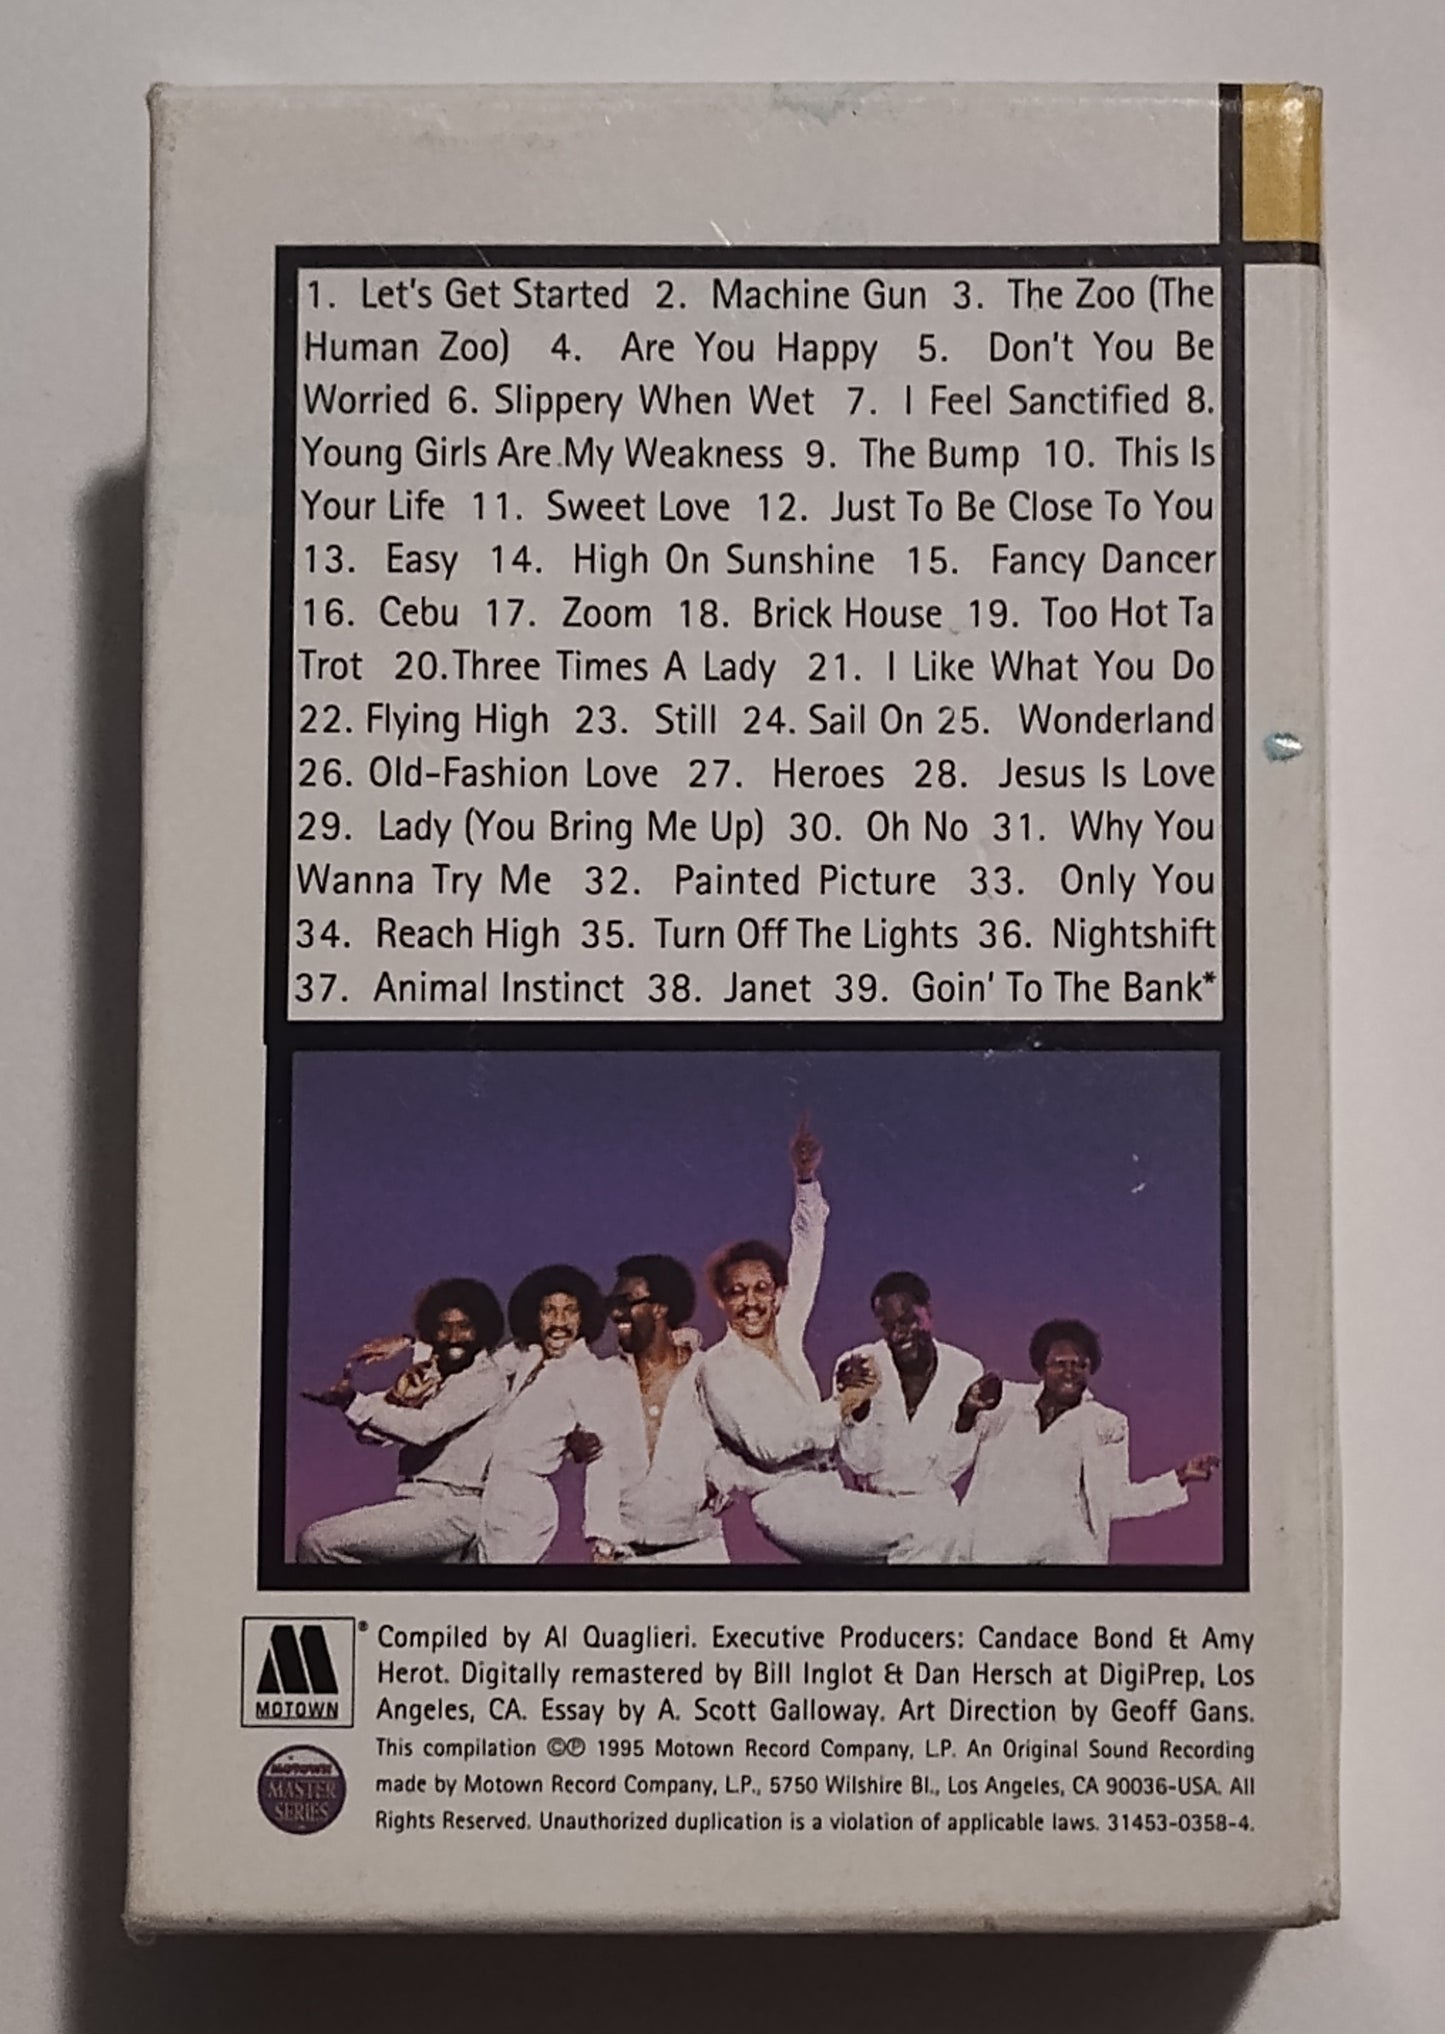 1. Let's Get Started 2. Machine Gun 3. The Zoo (The
Human Zoo) 4. Are You Happy 5. Don't You Be
Worried 6. Slippery When Wet 7. I Feel Sanctified 8.
Young Girls Are My Weakness 9. The Bump 10. This Is
Your Life 11. Sweet Love 12. Just To Be Close To You
13. Easy 14. High On Sunshine 15. Fancy Dancer
16. Cebu 17. Zoom 18. Brick House 19. Too Hot Ta
Trot 20. Three Times A Lady 21. I Like What You Do
22. Flying High 23. Still 24. Sail On 25. Wonderland
26. Old-Fashion Love 27. Heroes 28. Jesus Is Love
29. Lady (You Bring Me Up) 30. Oh No 31. Why You
Wanna Try Me 32. Painted Picture 33. Only You
34. Reach High 35. Turn Off The Lights 36. Nightshift
37. Animal Instinct 38. Janet 39. Goin' To The Bank*
MOTOWN
®
Compiled by Al Quaglieri. Executive Producers: Candace Bond & Amy
Herot. Digitally remastered by Bill Inglot & Dan Hersch at DigiPrep, Los
Angeles, CA. Essay by A. Scott Galloway. Art Direction by Geoff Gans.
This compilation ©℗ 1995 Motown Record Company, L.P. An Original Sound Recording
made by Motown Record Company, L.P., 5750 Wilshire Bl., Los Angeles, CA 90036-USA. All
Rights Reserved. Unauthorized duplication is a violation of applicable laws. 31453-0358-4.
MOTOWN
MASTER
SERIES